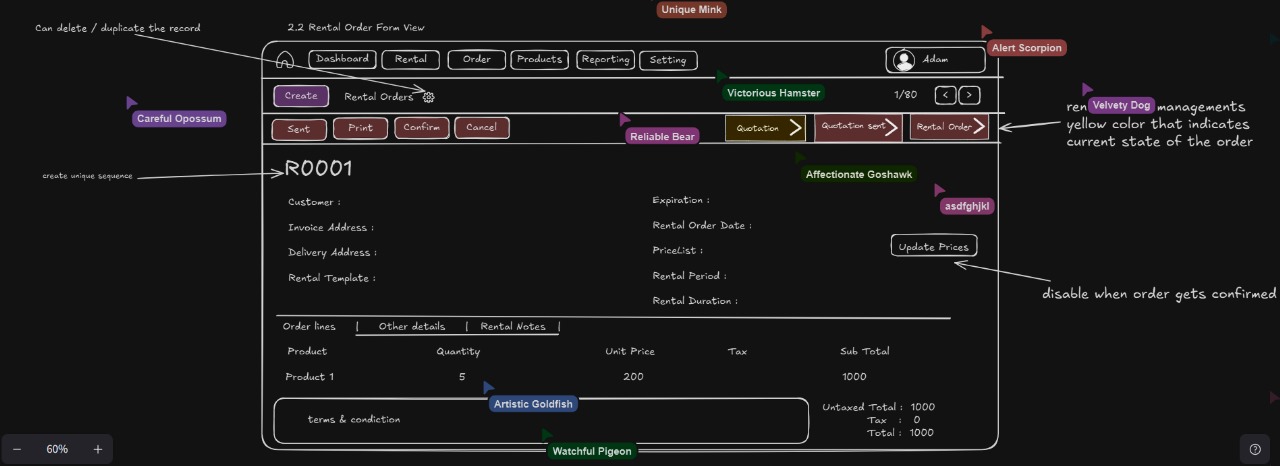 Unique Mink
Can delete / duplicate the record
2.2 Rental Order Form View
Alert Scorpion
Dashboard Rental Order Products Reporting Setting Adam
Victorious Hamster
Create Rental Orders 1/80 < >
Careful Opossum
Velvety Dog
ren managements
yellow color that indicates
current state of the order
Sent Print Confirm Cancel Quotation Quotation sent Rental Order
Reliable Bear
R0001
create unique sequence
Affectionate Goshawk
asdfghjkl
Customer : Expiration :
Invoice Address : Rental Order Date :
Delivery Address : PriceList : Update Prices
Rental Template : Rental Period :
Rental Duration :
disable when order gets confirmed
Order lines | Other details | Rental Notes |
Product Quantity Unit Price Tax Sub Total
Product 1 5 200 1000
Artistic Goldfish
terms & condiction
Untaxed Total : 1000
Tax : 0
Total : 1000
Watchful Pigeon
− 60% +